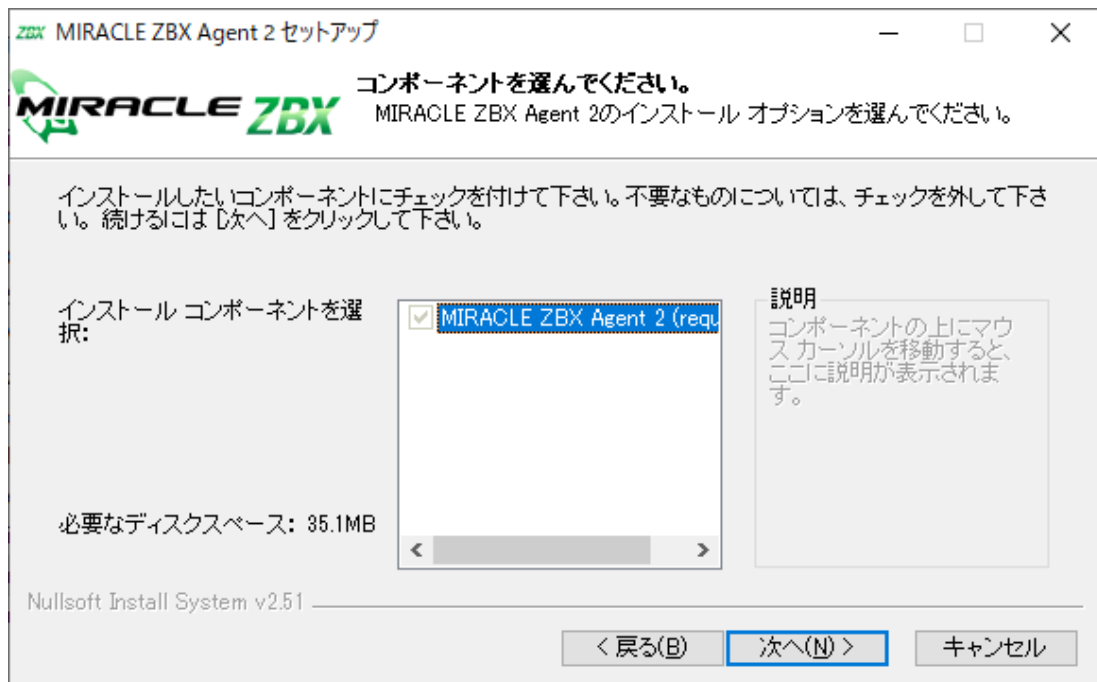 ZBX MIRACLE ZBX Agent 2 セットアップ
MIRACLE ZBX
コンポーネントを選んでください。
MIRACLE ZBX Agent 2のインストール オプションを選んでください。
インストールしたいコンポーネントにチェックを付けて下さい。不要なものについては、チェックを外して下さ
い。続けるには [次へ] をクリックして下さい。
インストール コンポーネントを選
択:
MIRACLE ZBX Agent 2 (requ
説明
コンポーネントの上にマウ
ス カーソルを移動すると、
ここに説明が表示されま
す。
必要なディスクスペース: 35.1MB
Nullsoft Install System v2.51
< 戻る(B)
次へ(N) >
キャンセル